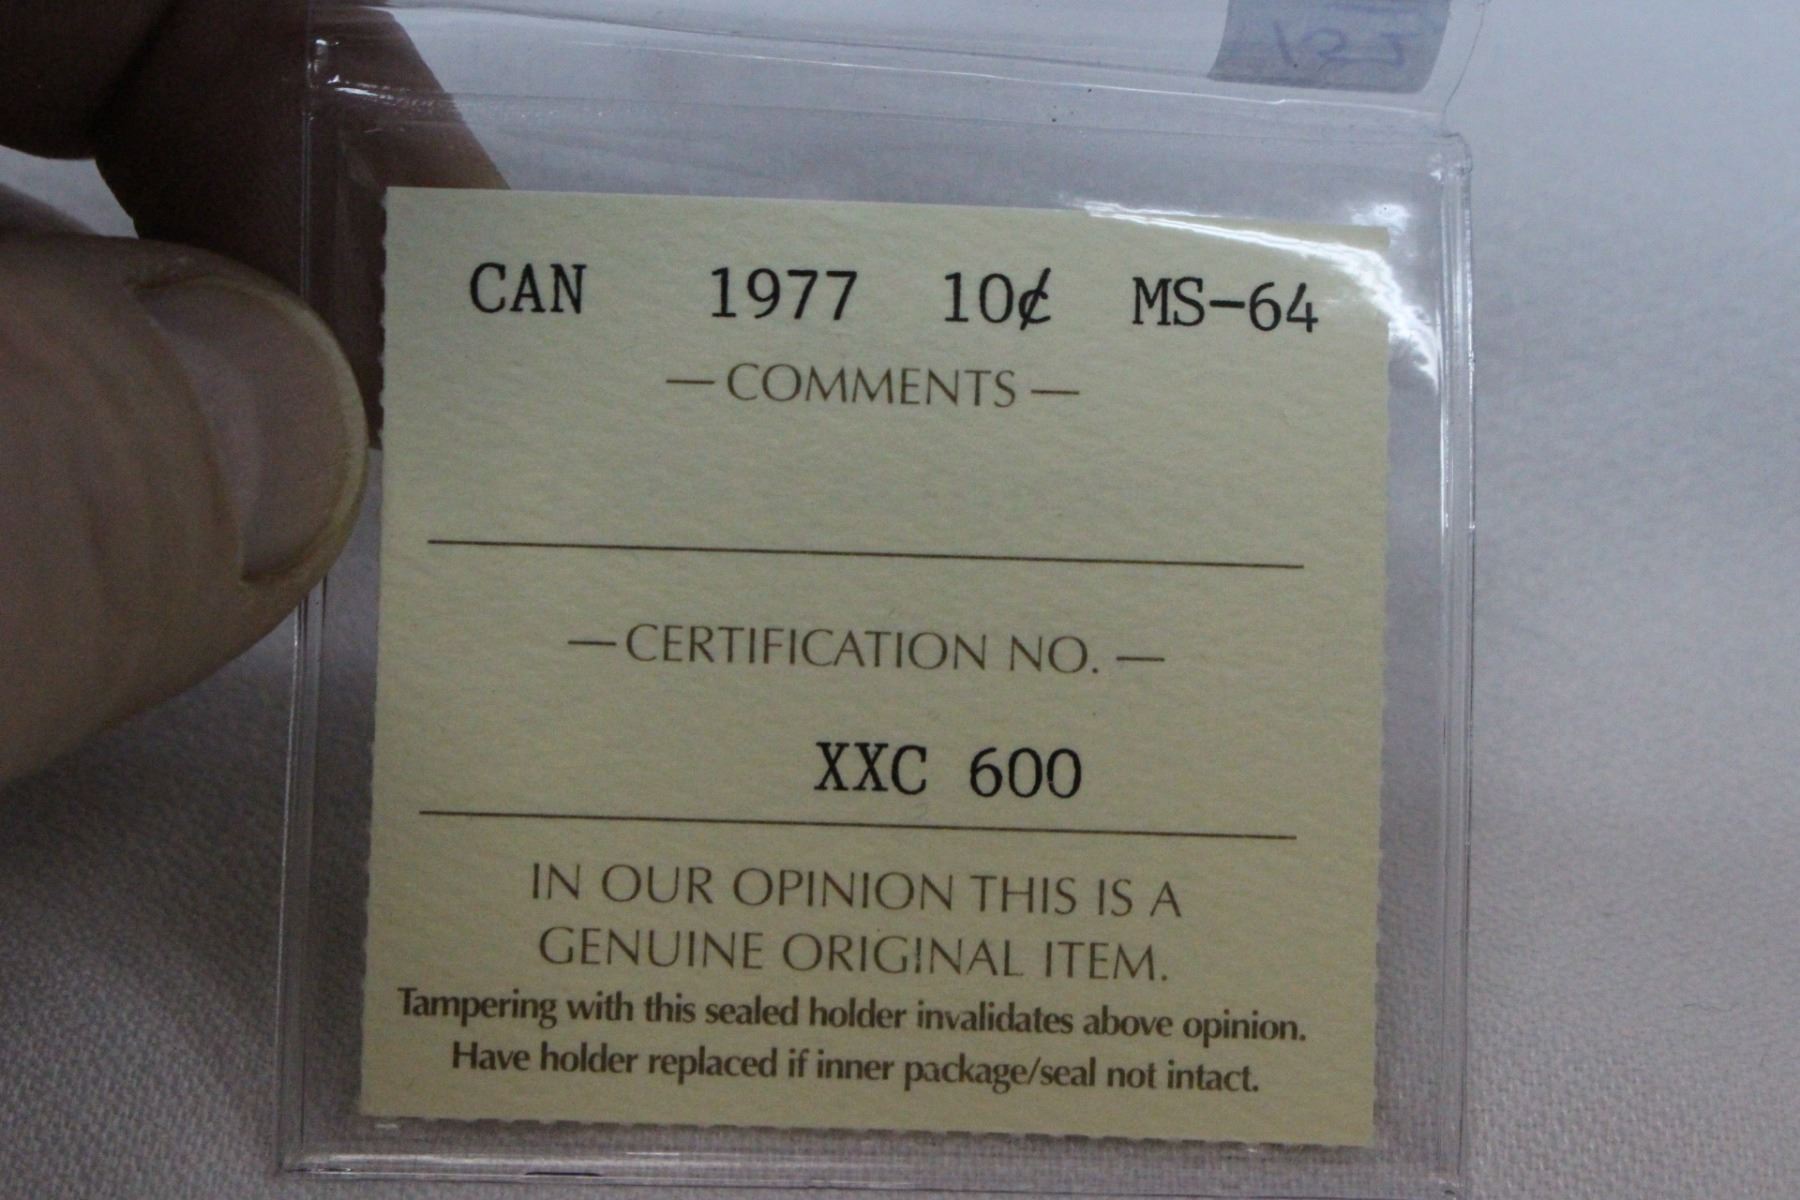 CAN 1977 10¢ MS-64
— COMMENTS —
— CERTIFICATION NO. —
XXC 600
IN OUR OPINION THIS IS A
GENUINE ORIGINAL ITEM.
Tampering with this sealed holder invalidates above opinion.
Have holder replaced if inner package/seal not intact.